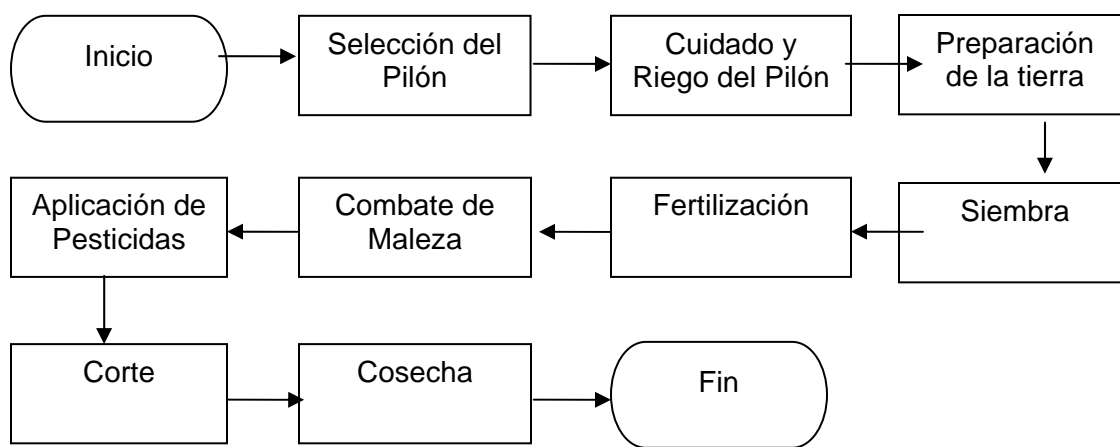 Inicio
Selección del
Pilón
Cuidado y
Riego del Pilón
Preparación
de la tierra
Siembra
Fertilización
Combate de
Maleza
Aplicación de
Pesticidas
Corte
Cosecha
Fin